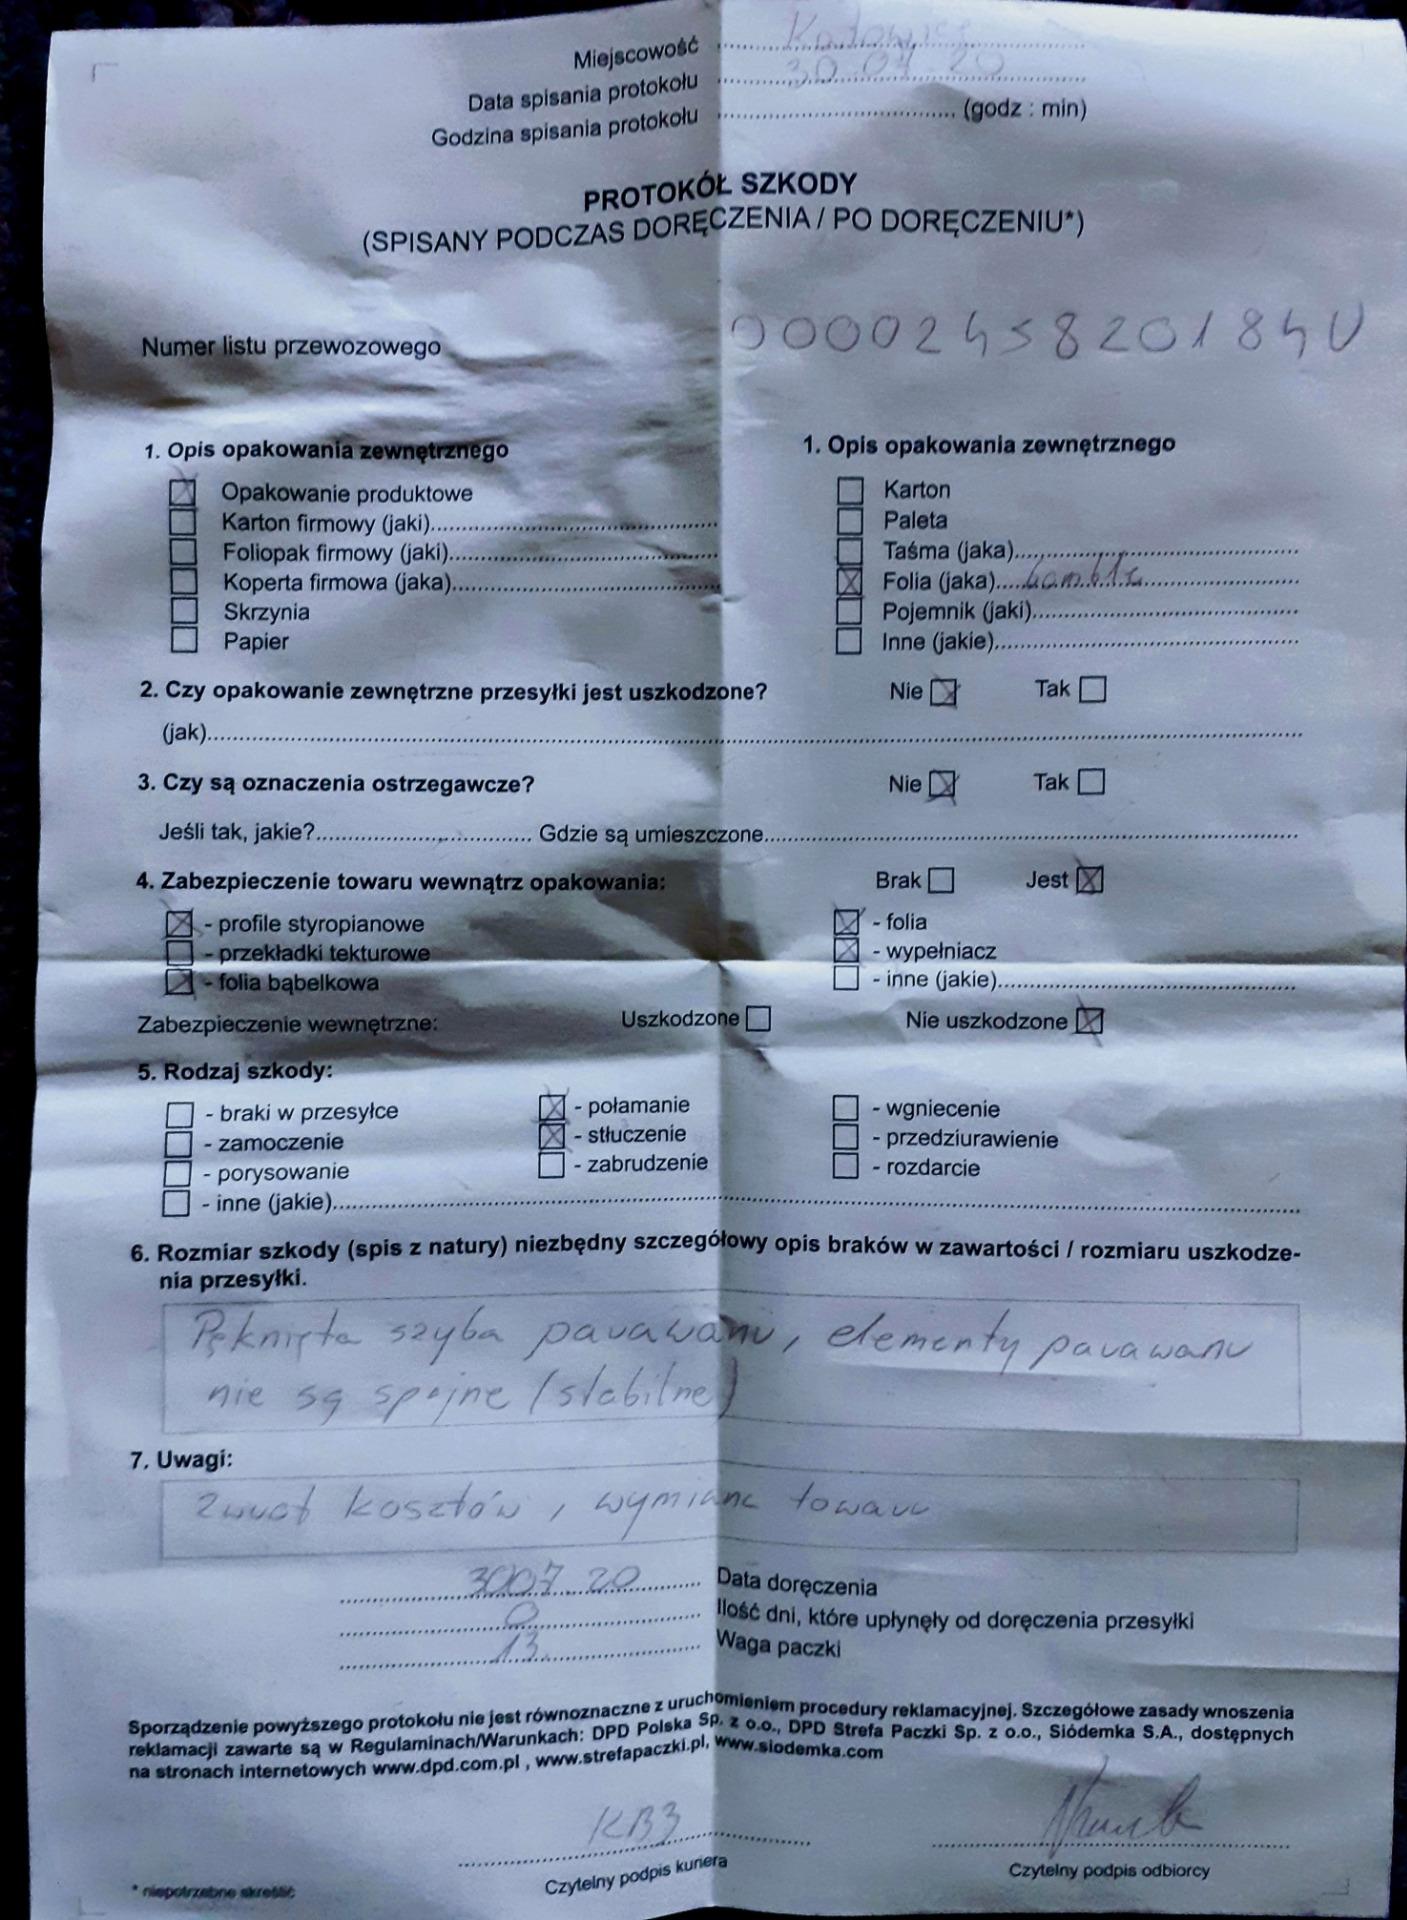 Miejscowość Katowice
Data spisania protokołu 30.07.20
Godzina spisania protokołu (godz : min)
PROTOKÓŁ SZKODY
(SPISANY PODCZAS DORĘCZENIA / PO DORĘCZENIU*)
Numer listu przewozowego 0000245820184U
1. Opis opakowania zewnętrznego
Opakowanie produktowe
Karton firmowy (jaki)
Foliopak firmowy (jaki)
Koperta firmowa (jaka)
Skrzynia
Papier
1. Opis opakowania zewnętrznego
Karton
Paleta
Taśma (jaka)
Folia (jaka)
Pojemnik (jaki)
Inne (jakie)
2. Czy opakowanie zewnętrzne przesyłki jest uszkodzone? Nie Tak
(jak)
3. Czy są oznaczenia ostrzegawcze? Nie Tak
Jeśli tak, jakie? Gdzie są umieszczone
4. Zabezpieczenie towaru wewnątrz opakowania: Brak Jest
- profile styropianowe - folia
- przekładki tekturowe - wypełniacz
- folia bąbelkowa - inne (jakie)
Zabezpieczenie wewnętrzne: Uszkodzone Nie uszkodzone
5. Rodzaj szkody:
- braki w przesyłce - połamanie - wgniecenie
- zamoczenie - stłuczenie - przedziurawienie
- porysowanie - zabrudzenie - rozdarcie
- inne (jakie)
6. Rozmiar szkody (spis z natury) niezbędny szczegółowy opis braków w zawartości / rozmiaru uszkodze-
nia przesyłki.
Pęknięta szyba parawanu, elementy parawanu
nie są spójne (stabilne)
7. Uwagi:
Zwrot kosztów, wymiana towaru
30 07 20 Data doręczenia
0 Ilość dni, które upłynęły od doręczenia przesyłki
13 Waga paczki
Sporządzenie powyższego protokołu nie jest równoznaczne z uruchomieniem procedury reklamacyjnej. Szczegółowe zasady wnoszenia
reklamacji zawarte są w Regulaminach/Warunkach: DPD Polska Sp. z o.o., DPD Strefa Paczki Sp. z o.o., Siódemka S.A., dostępnych
na stronach internetowych www.dpd.com.pl , www.strefapaczki.pl, www.siodemka.com
KB3
Czytelny podpis kuriera
Czytelny podpis odbiorcy
* niepotrzebne skreślić